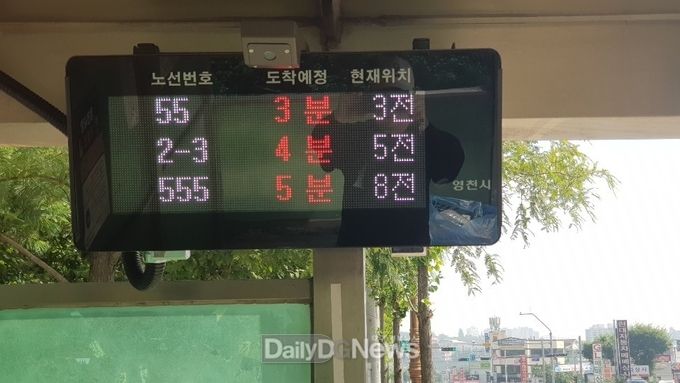 노선번호 도착예정 현재위치
55 3 분 3전
2-3 4 분 5전
555 5 분 8전
영천시
DailyDGNews